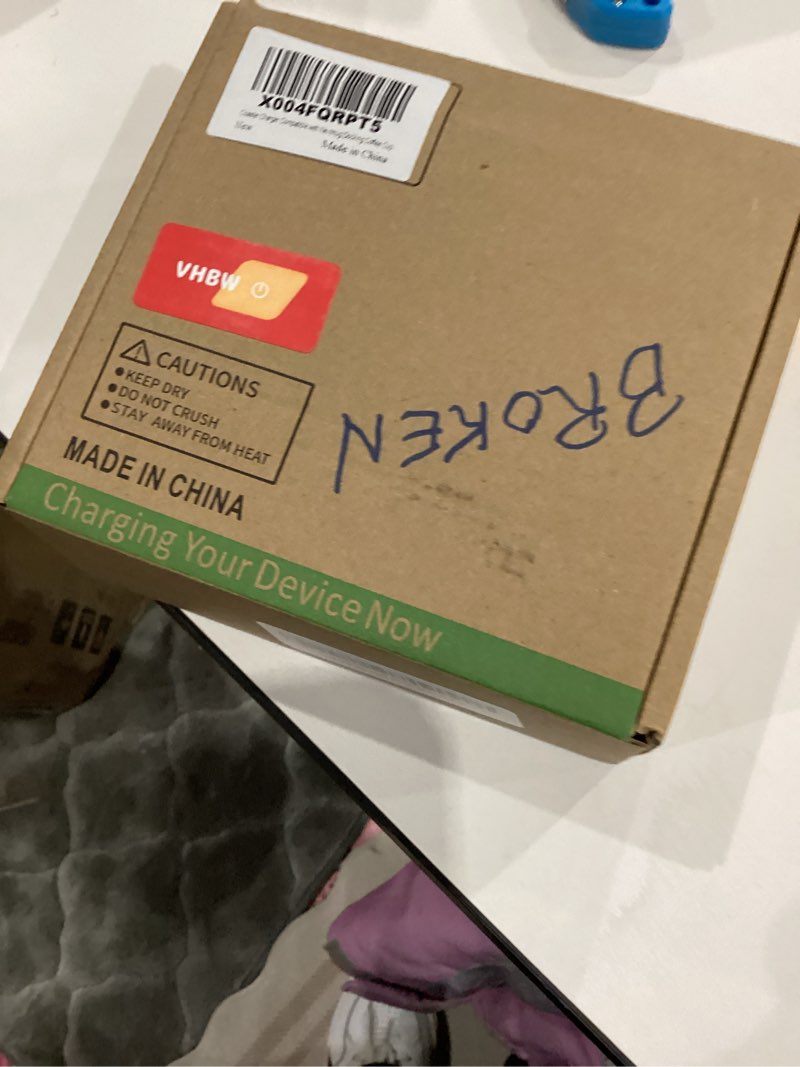 X004FQRPT5
New
Made in China
VHBW
CAUTIONS
● KEEP DRY
● DO NOT CRUSH
● STAY AWAY FROM HEAT
MADE IN CHINA
Charging Your Device Now
BROKEN